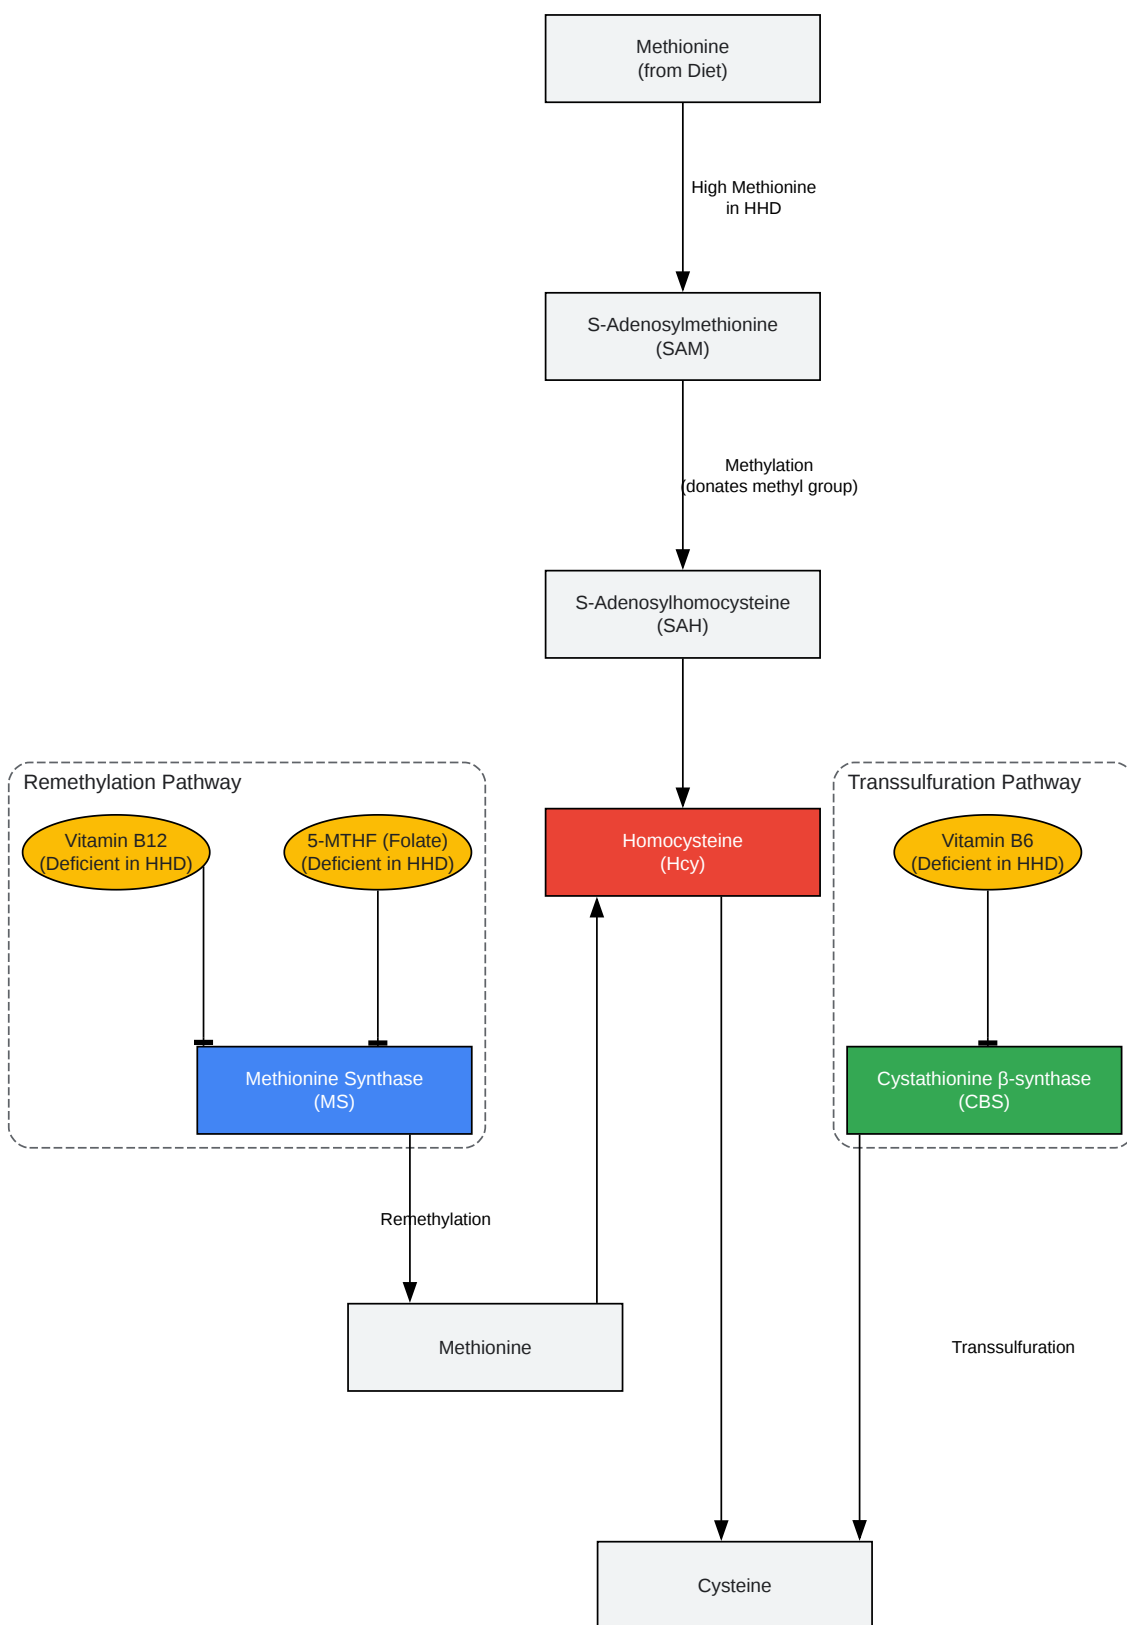 Methionine
(from Diet)
High Methionine
in HHD
S-Adenosylmethionine
(SAM)
Methylation
(donates methyl group)
S-Adenosylhomocysteine
(SAH)
Remethylation Pathway
Vitamin B12
(Deficient in HHD)
5-MTHF (Folate)
(Deficient in HHD)
Homocysteine
(Hcy)
Transsulfuration Pathway
Vitamin B6
(Deficient in HHD)
Methionine Synthase
(MS)
Cystathionine β-synthase
(CBS)
Remethylation
Methionine
Transsulfuration
Cysteine